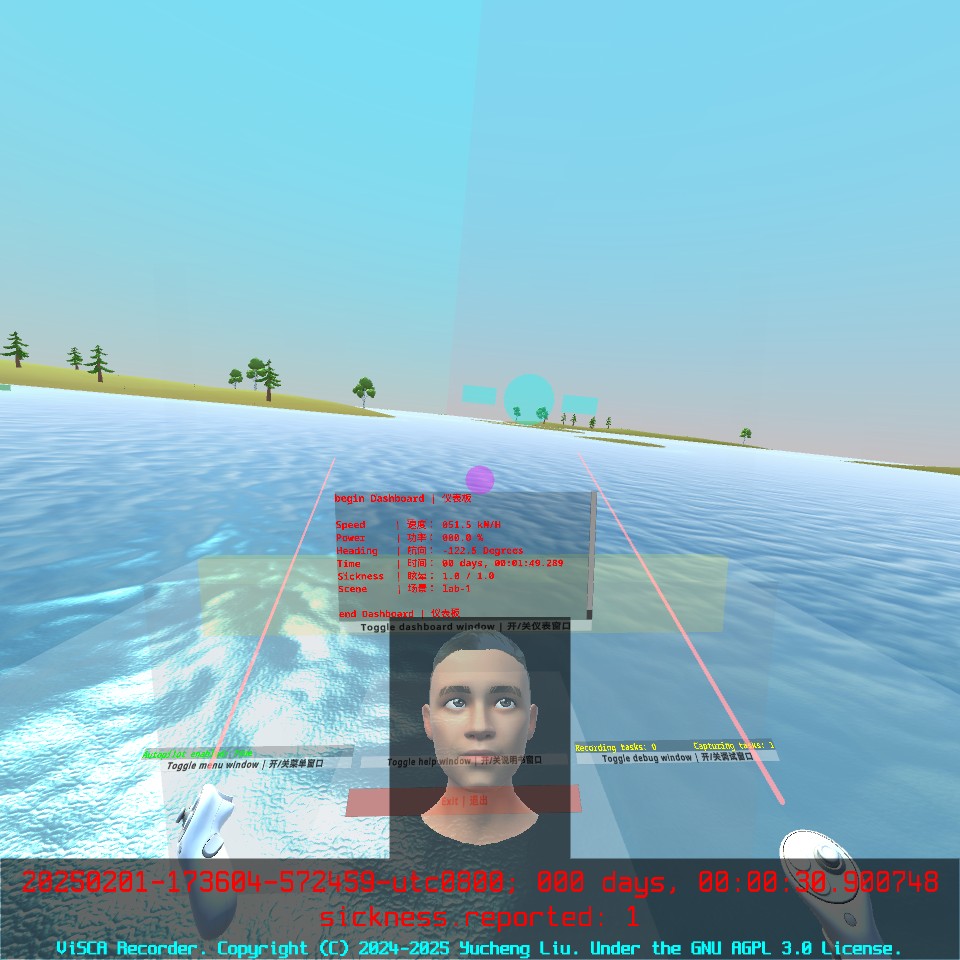 begin Dashboard | 仪表板
Speed | 速度: 051.5 kM/H
Power | 功率: 000.0 %
Heading | 航向: -122.5 Degrees
Time | 时间: 00 days, 00:01:49.289
Sickness | 眩晕: 1.0 / 1.0
Scene | 场景: lab-1
end Dashboard | 仪表板
Toggle dashboard window | 开/关仪表窗口
Autopilot
Recording tasks: 0 Capturing tasks: 1
Toggle menu window | 开/关菜单窗口
Toggle help window | 开/关说明书窗口
Toggle debug window | 开/关调试窗口
Exit | 退出
20250201-173604-572459-utc0800; 000 days, 00:00:30.900748
sickness.reported: 1
ViSCA Recorder. Copyright (C) 2024-2025 Yucheng Liu. Under the GNU AGPL 3.0 License.